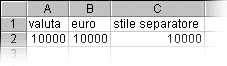 A B C
1 valuta euro stile separatore
2 10000 10000 10000